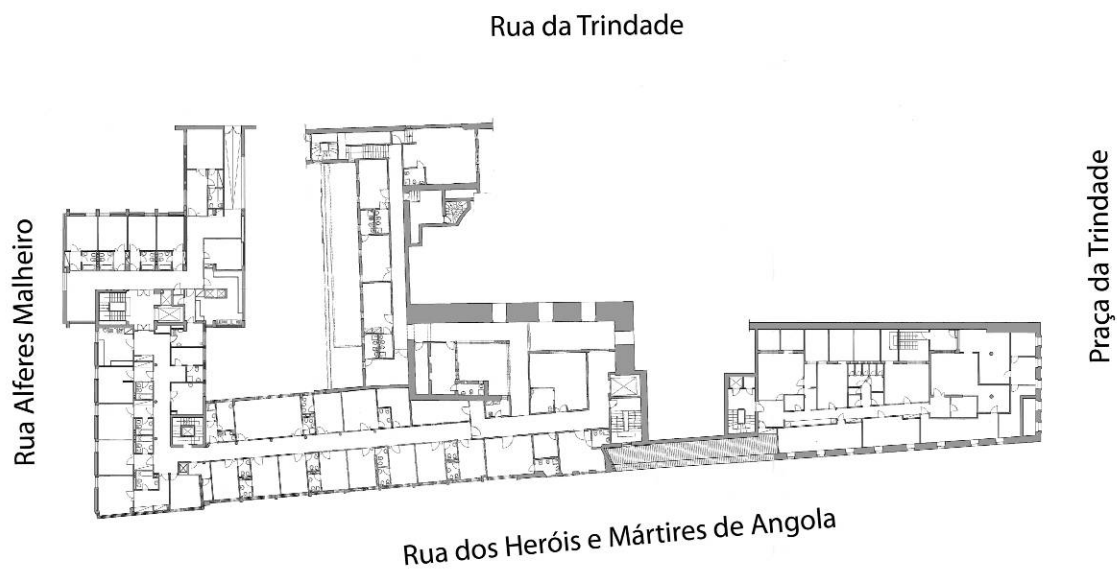 Rua da Trindade
Rua Alferes Malheiro
Praça da Trindade
Rua dos Heróis e Mártires de Angola